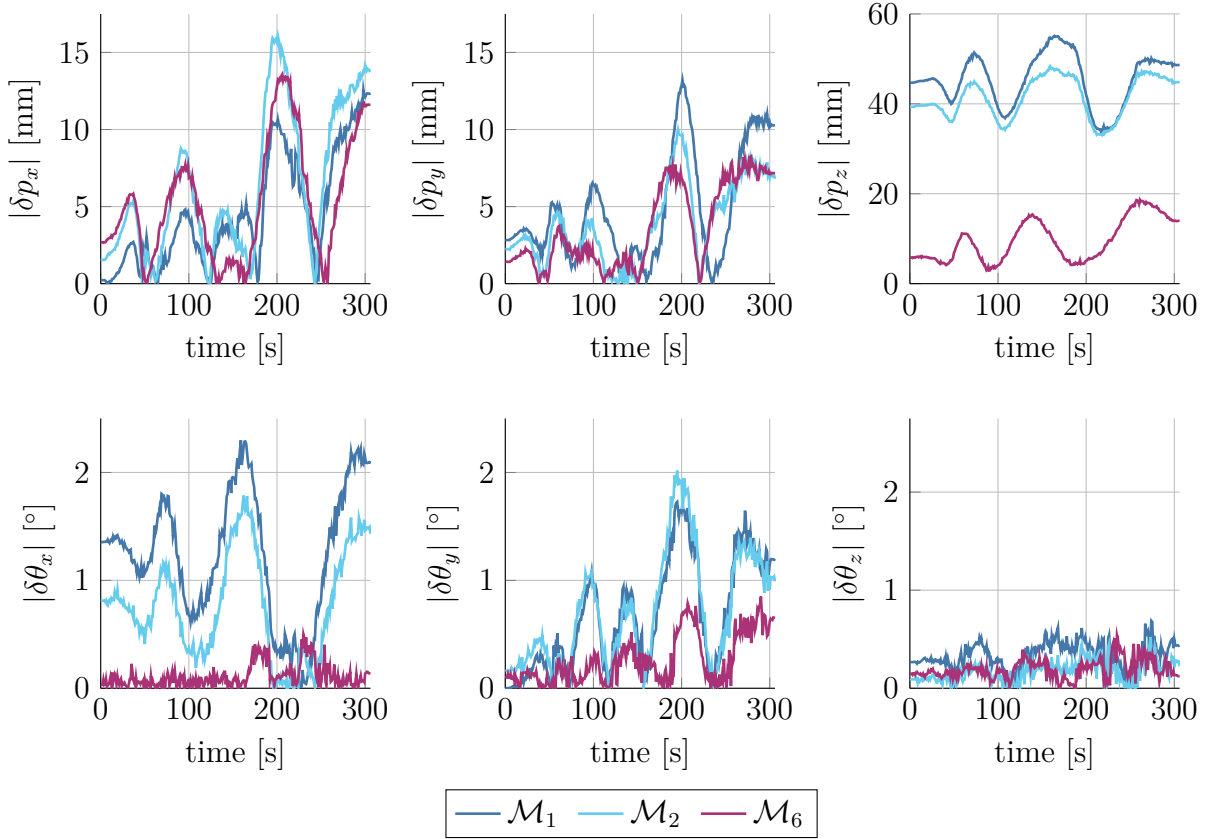 |δpₓ| [mm]
15
10
5
0
0 100 200 300
time [s]
|δp_y| [mm]
15
10
5
0
0 100 200 300
time [s]
|δp_z| [mm]
60
40
20
0
0 100 200 300
time [s]
|δθₓ| [°]
2
1
0
0 100 200 300
time [s]
|δθ_y| [°]
2
1
0
0 100 200 300
time [s]
|δθ_z| [°]
2
1
0
0 100 200 300
time [s]
ℳ₁ ℳ₂ ℳ₆